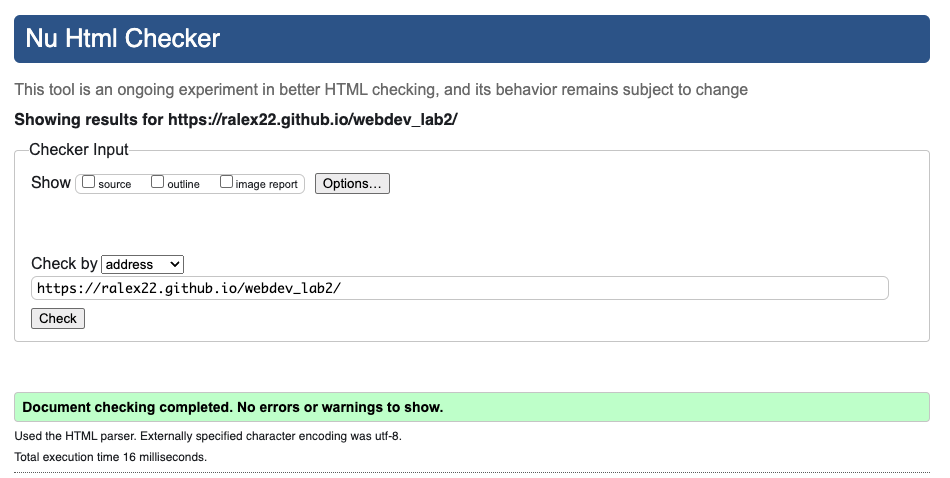 Nu Html Checker
This tool is an ongoing experiment in better HTML checking, and its behavior remains subject to change
Showing results for https://ralex22.github.io/webdev_lab2/
Checker Input
Show source outline image report Options...
Check by address
https://ralex22.github.io/webdev_lab2/
Check
Document checking completed. No errors or warnings to show.
Used the HTML parser. Externally specified character encoding was utf-8.
Total execution time 16 milliseconds.